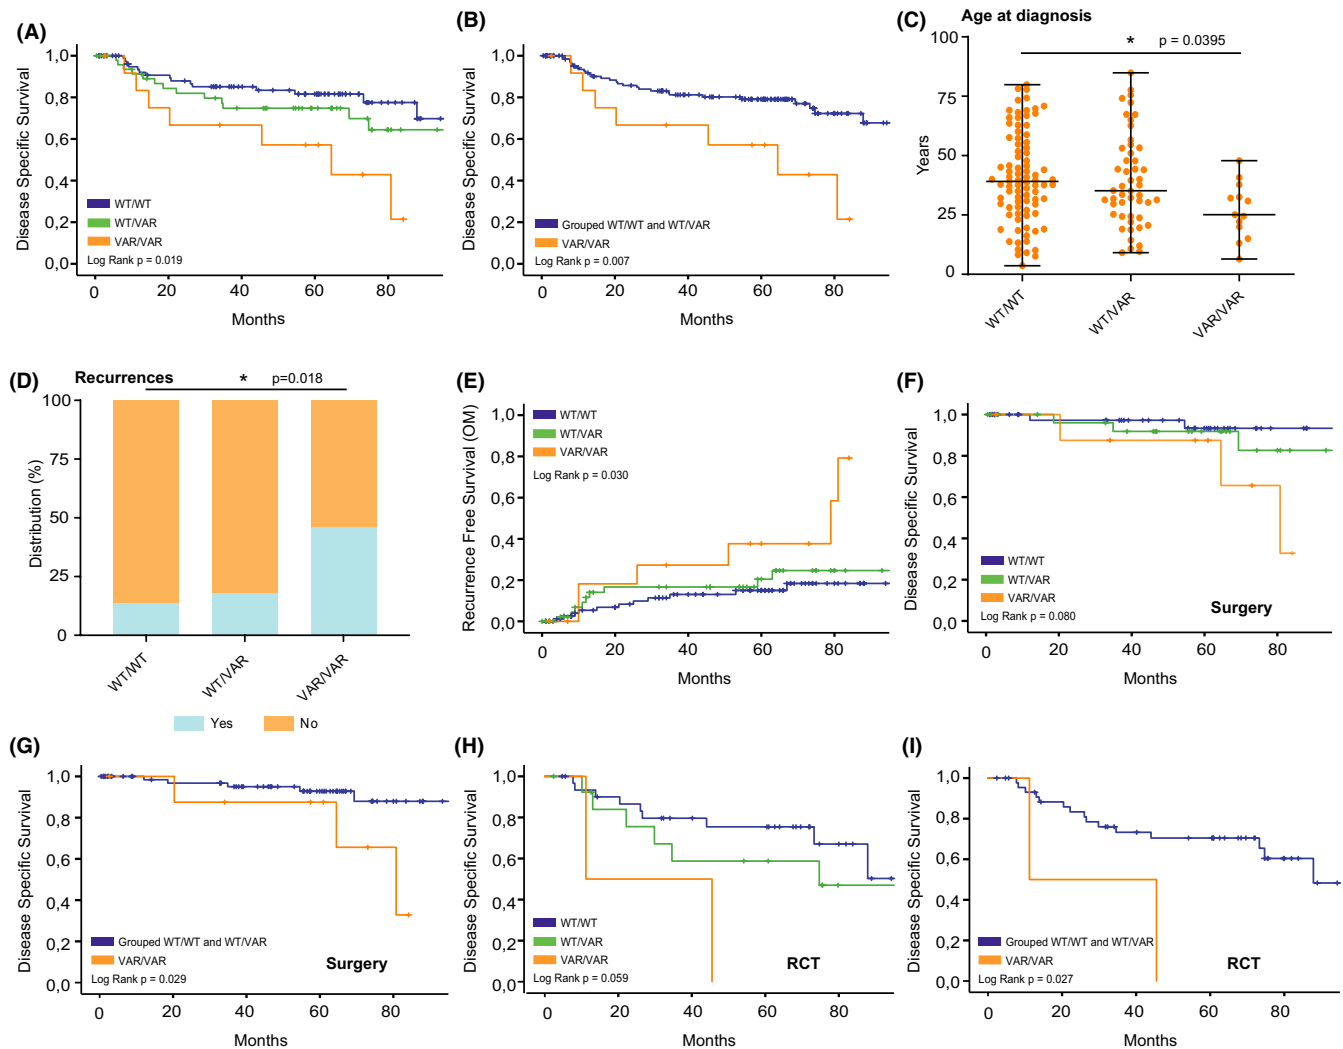 (A)
Disease Specific Survival
1,0
0,8
0,6
0,4
0,2
0,0
WT/WT
WT/VAR
VAR/VAR
Log Rank p = 0.019
0 20 40 60 80
Months
(B)
Disease Specific Survival
1,0
0,8
0,6
0,4
0,2
0,0
Grouped WT/WT and WT/VAR
VAR/VAR
Log Rank p = 0.007
0 20 40 60 80
Months
(C)
Age at diagnosis
* p = 0.0395
Years
100
75
50
25
0
WT/WT WT/VAR VAR/VAR
(D)
Recurrences
* p=0.018
Distribution (%)
100
75
50
25
0
WT/WT WT/VAR VAR/VAR
Yes No
(E)
Recurrence Free Survival (OM)
1,0
0,8
0,6
0,4
0,2
0,0
WT/WT
WT/VAR
VAR/VAR
Log Rank p = 0.030
0 20 40 60 80
Months
(F)
Disease Specific Survival
1,0
0,8
0,6
0,4
0,2
0,0
WT/WT
WT/VAR
VAR/VAR
Log Rank p = 0.080
Surgery
0 20 40 60 80
Months
(G)
Disease Specific Survival
1,0
0,8
0,6
0,4
0,2
0,0
Grouped WT/WT and WT/VAR
VAR/VAR
Log Rank p = 0.029
Surgery
0 20 40 60 80
Months
(H)
Disease Specific Survival
1,0
0,8
0,6
0,4
0,2
0,0
WT/WT
WT/VAR
VAR/VAR
Log Rank p = 0.059
RCT
0 20 40 60 80
Months
(I)
Disease Specific Survival
1,0
0,8
0,6
0,4
0,2
0,0
Grouped WT/WT and WT/VAR
VAR/VAR
Log Rank p = 0.027
RCT
0 20 40 60 80
Months